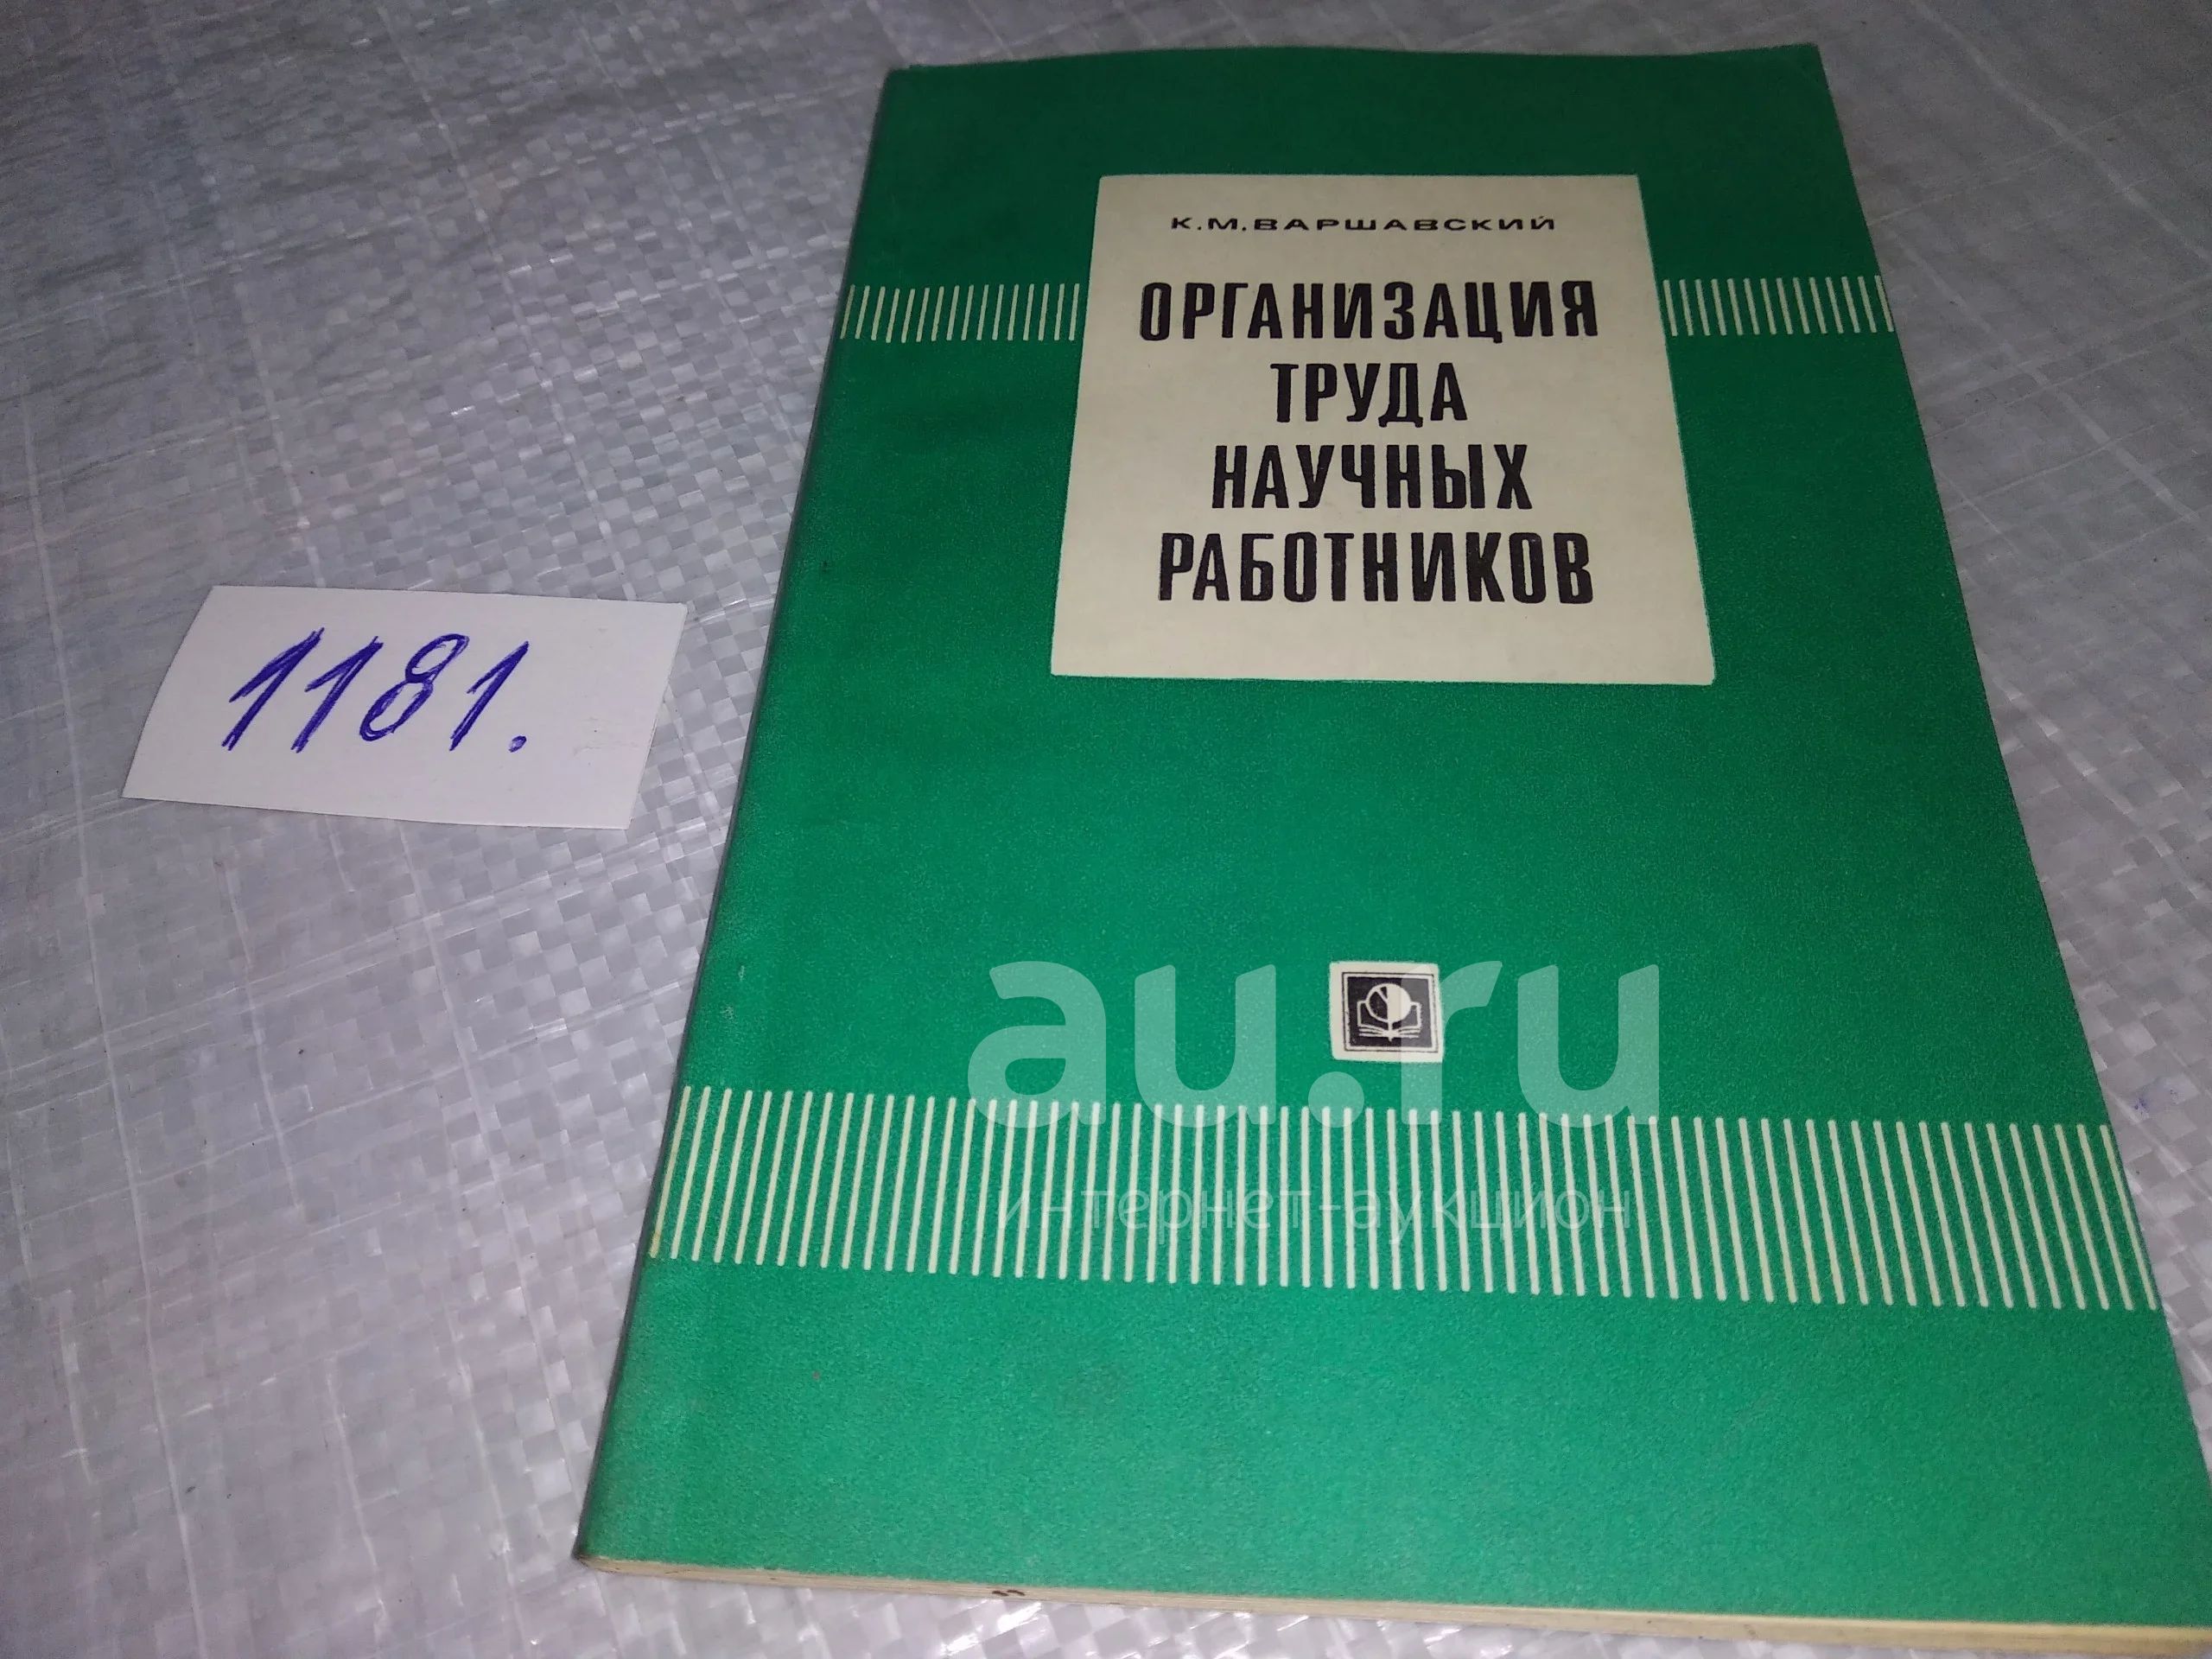 К.М.ВАРШАВСКИЙ
ОРГАНИЗАЦИЯ
ТРУДА
НАУЧНЫХ
РАБОТНИКОВ
1181.
au.ru
интернет-аукцион